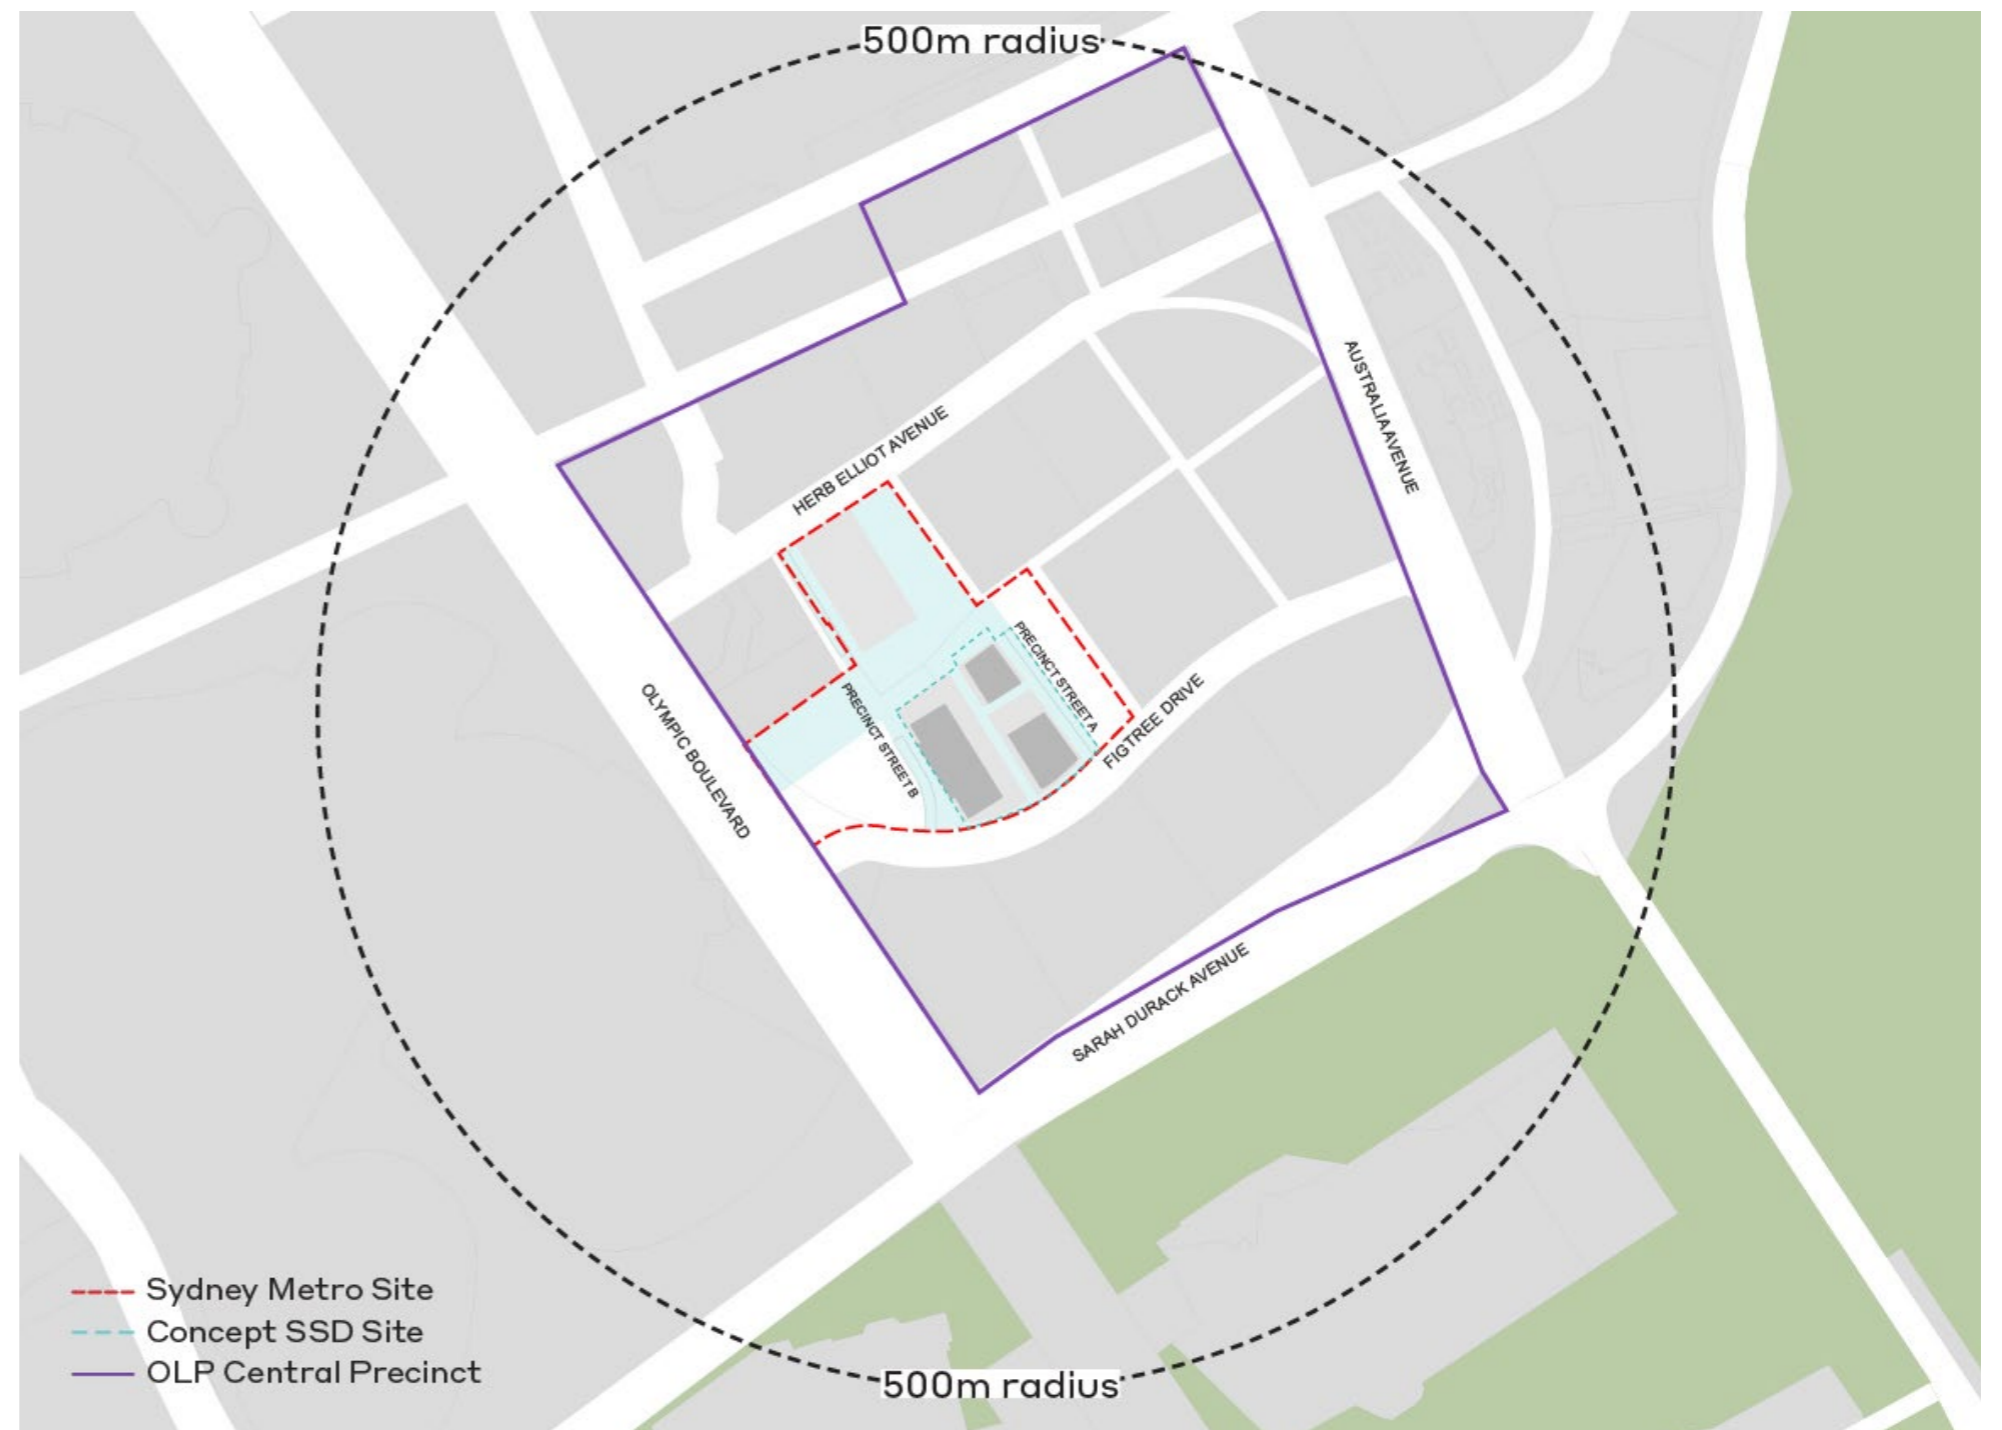 500m radius
AUSTRALIA AVENUE
HERB ELLIOT AVENUE
PRECINCT STREET A
PRECINCT STREET B
FIGTREE DRIVE
OLYMPIC BOULEVARD
SARAH DURACK AVENUE
Sydney Metro Site
Concept SSD Site
OLP Central Precinct
500m radius